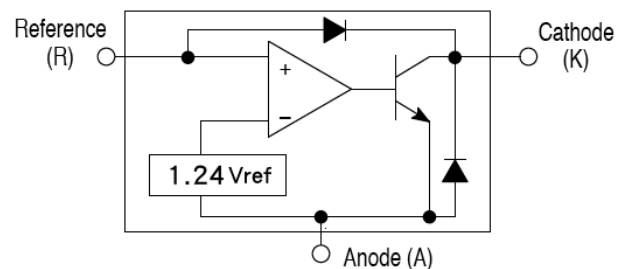 Reference
(R)
Cathode
(K)
+
−
1.24 Vref
Anode (A)